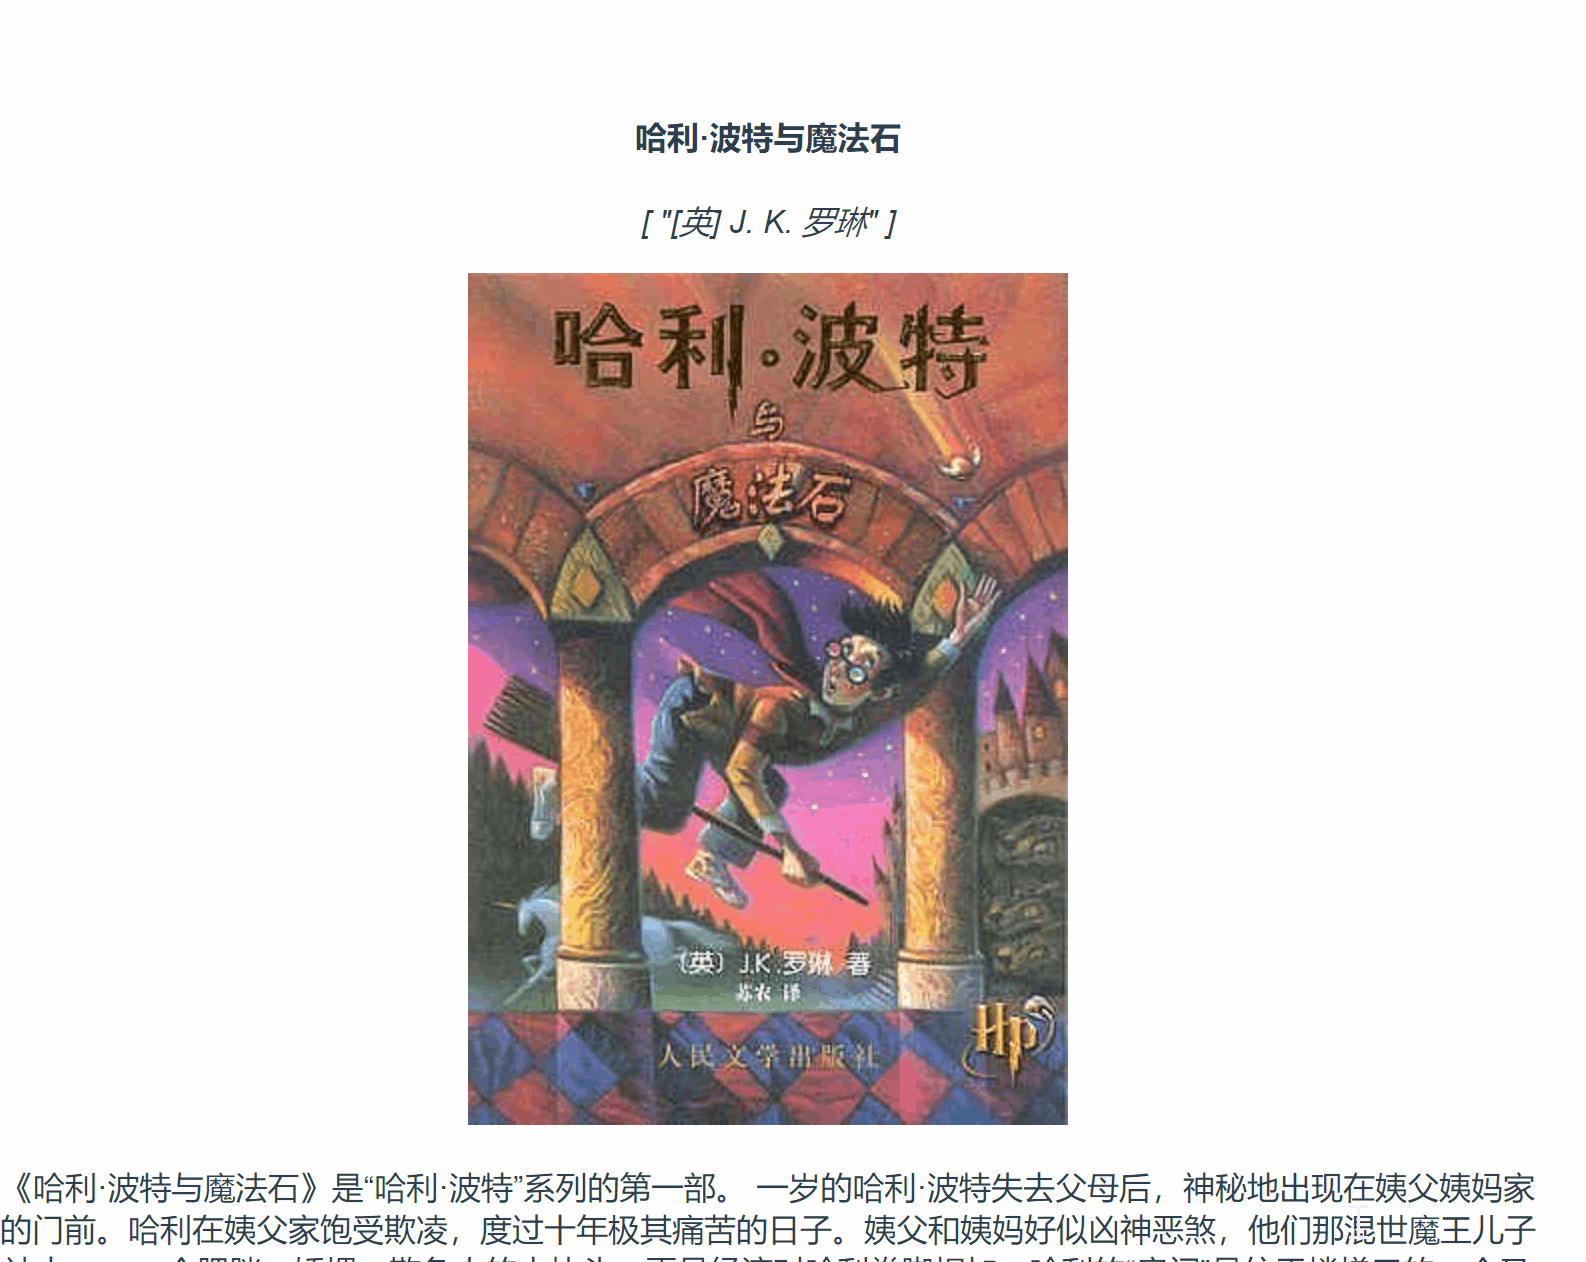 哈利·波特与魔法石
[ "[英] J. K. 罗琳" ]
哈利·波特
与
魔法石
〔英〕J.K.罗琳 著
苏农 译
人民文学出版社
HP
《哈利·波特与魔法石》是“哈利·波特”系列的第一部。 一岁的哈利·波特失去父母后，神秘地出现在姨父姨妈家
的门前。哈利在姨父家饱受欺凌，度过十年极其痛苦的日子。姨父和姨妈好似凶神恶煞，他们那混世魔王儿子